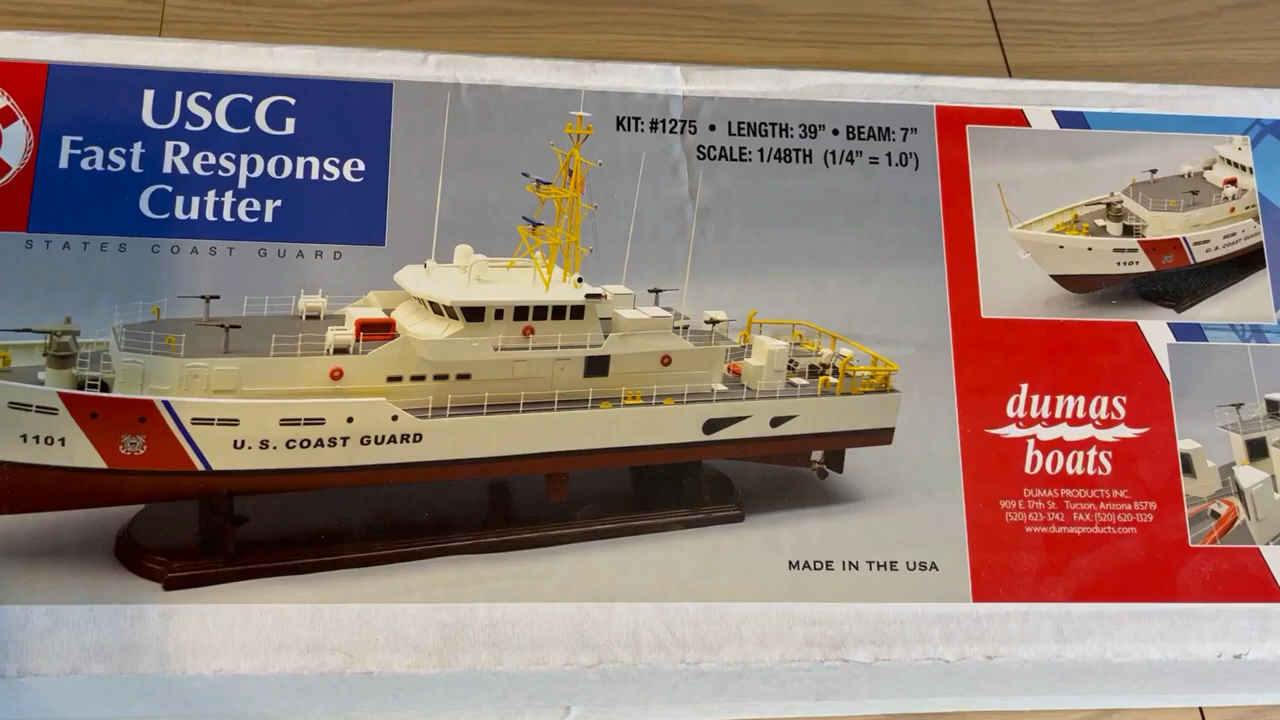 USCG
Fast Response
Cutter
STATES COAST GUARD
KIT: #1275 • LENGTH: 39" • BEAM: 7"
SCALE: 1/48TH (1/4" = 1.0')
1101
U.S. COAST GUARD
MADE IN THE USA
1101
U.S. COAST GUARD
dumas
boats
DUMAS PRODUCTS INC.
909 E. 17th St. Tucson, Arizona 85719
(520) 623-3742 FAX: (520) 620-1329
www.dumasproducts.com